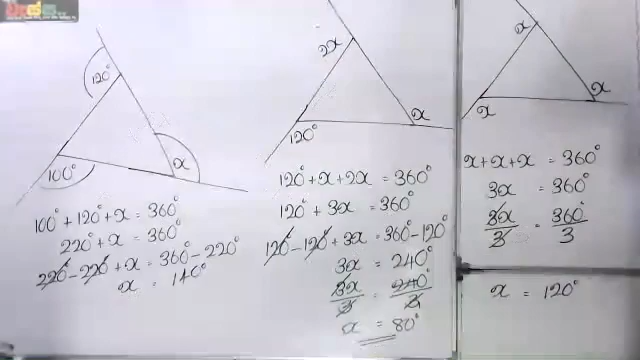 120°
100°
x
100° + 120° + x = 360°
220° + x = 360°
220° - 220° + x = 360° - 220°
x = 140°
2x
120°
x
120° + x + 2x = 360°
120° + 3x = 360°
120° - 120° + 3x = 360° - 120°
3x = 240°
3x/3 = 240°/3
x = 80°
x
x
x
x + x + x = 360°
3x = 360°
3x/3 = 360°/3
x = 120°